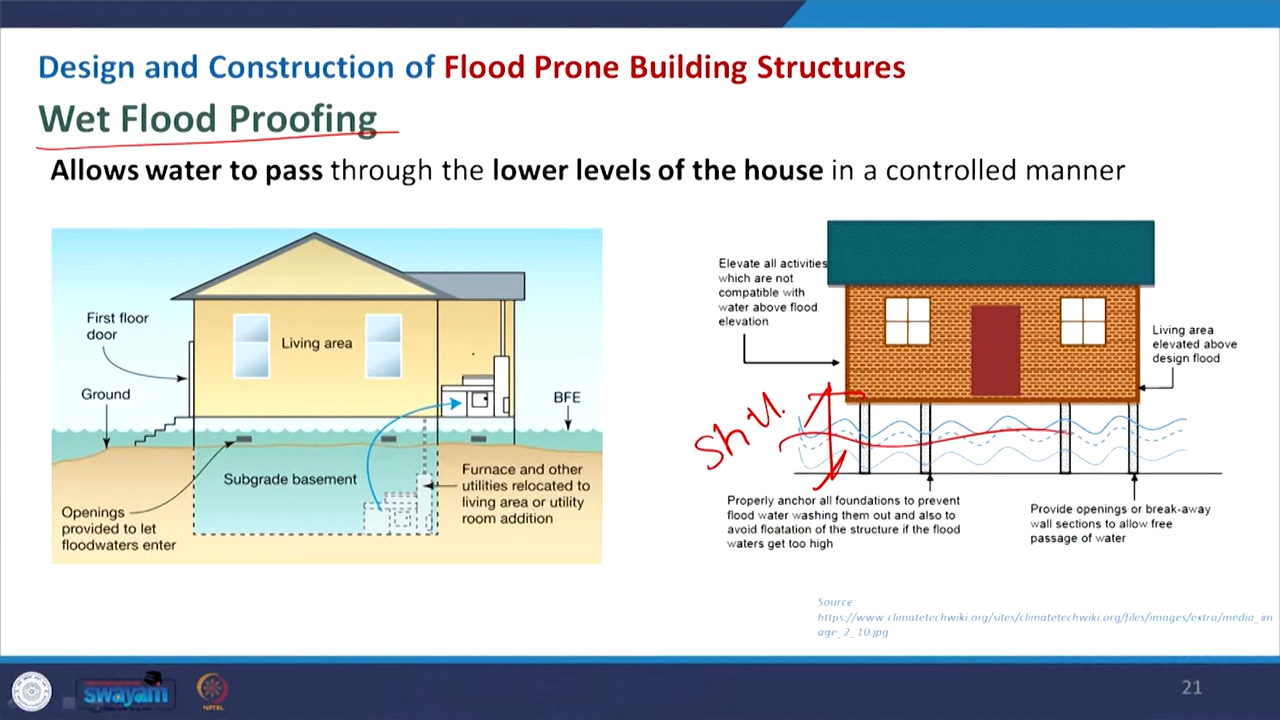 Design and Construction of Flood Prone Building Structures
Wet Flood Proofing
Allows water to pass through the lower levels of the house in a controlled manner
First floor
door
Ground
Living area
BFE
Subgrade basement
Openings
provided to let
floodwaters enter
Furnace and other
utilities relocated to
living area or utility
room addition
Elevate all activities
which are not
compatible with
water above flood
elevation
Living area
elevated above
design flood
Properly anchor all foundations to prevent
flood water washing them out and also to
avoid floatation of the structure if the flood
waters get too high
Provide openings or break-away
wall sections to allow free
passage of water
Source:
https://www.climatetechwiki.org/sites/climatetechwiki.org/files/images/extra/media_im
age_2_10.jpg
swayam
NPTEL
21